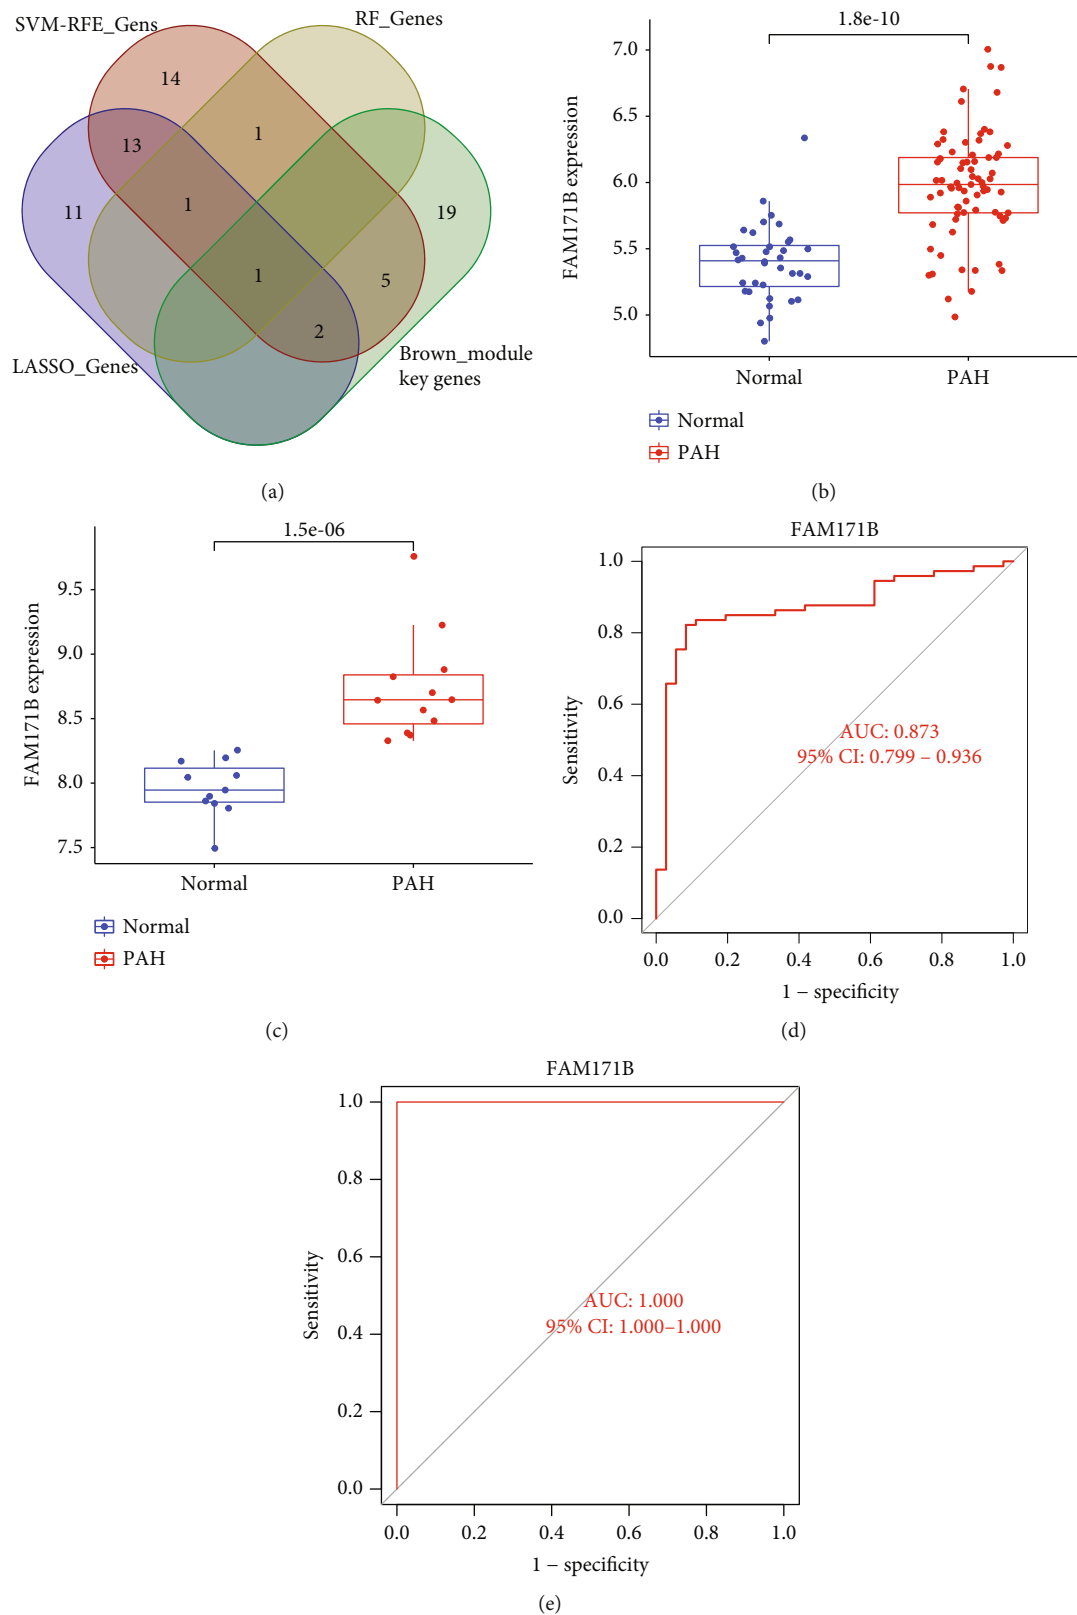 SVM-RFE_Gens
RF_Genes
14
1
13
11
1
19
1
5
2
LASSO_Genes
Brown_module
key genes
(a)
1.8e-10
7.0
6.5
6.0
5.5
5.0
FAM171B expression
Normal
PAH
Normal
PAH
(b)
1.5e-06
9.5
9.0
8.5
8.0
7.5
FAM171B expression
Normal
PAH
Normal
PAH
(c)
FAM171B
1.0
0.8
0.6
0.4
0.2
0.0
Sensitivity
AUC: 0.873
95% CI: 0.799 – 0.936
0.0 0.2 0.4 0.6 0.8 1.0
1 − specificity
(d)
FAM171B
1.0
0.8
0.6
0.4
0.2
0.0
Sensitivity
AUC: 1.000
95% CI: 1.000–1.000
0.0 0.2 0.4 0.6 0.8 1.0
1 − specificity
(e)